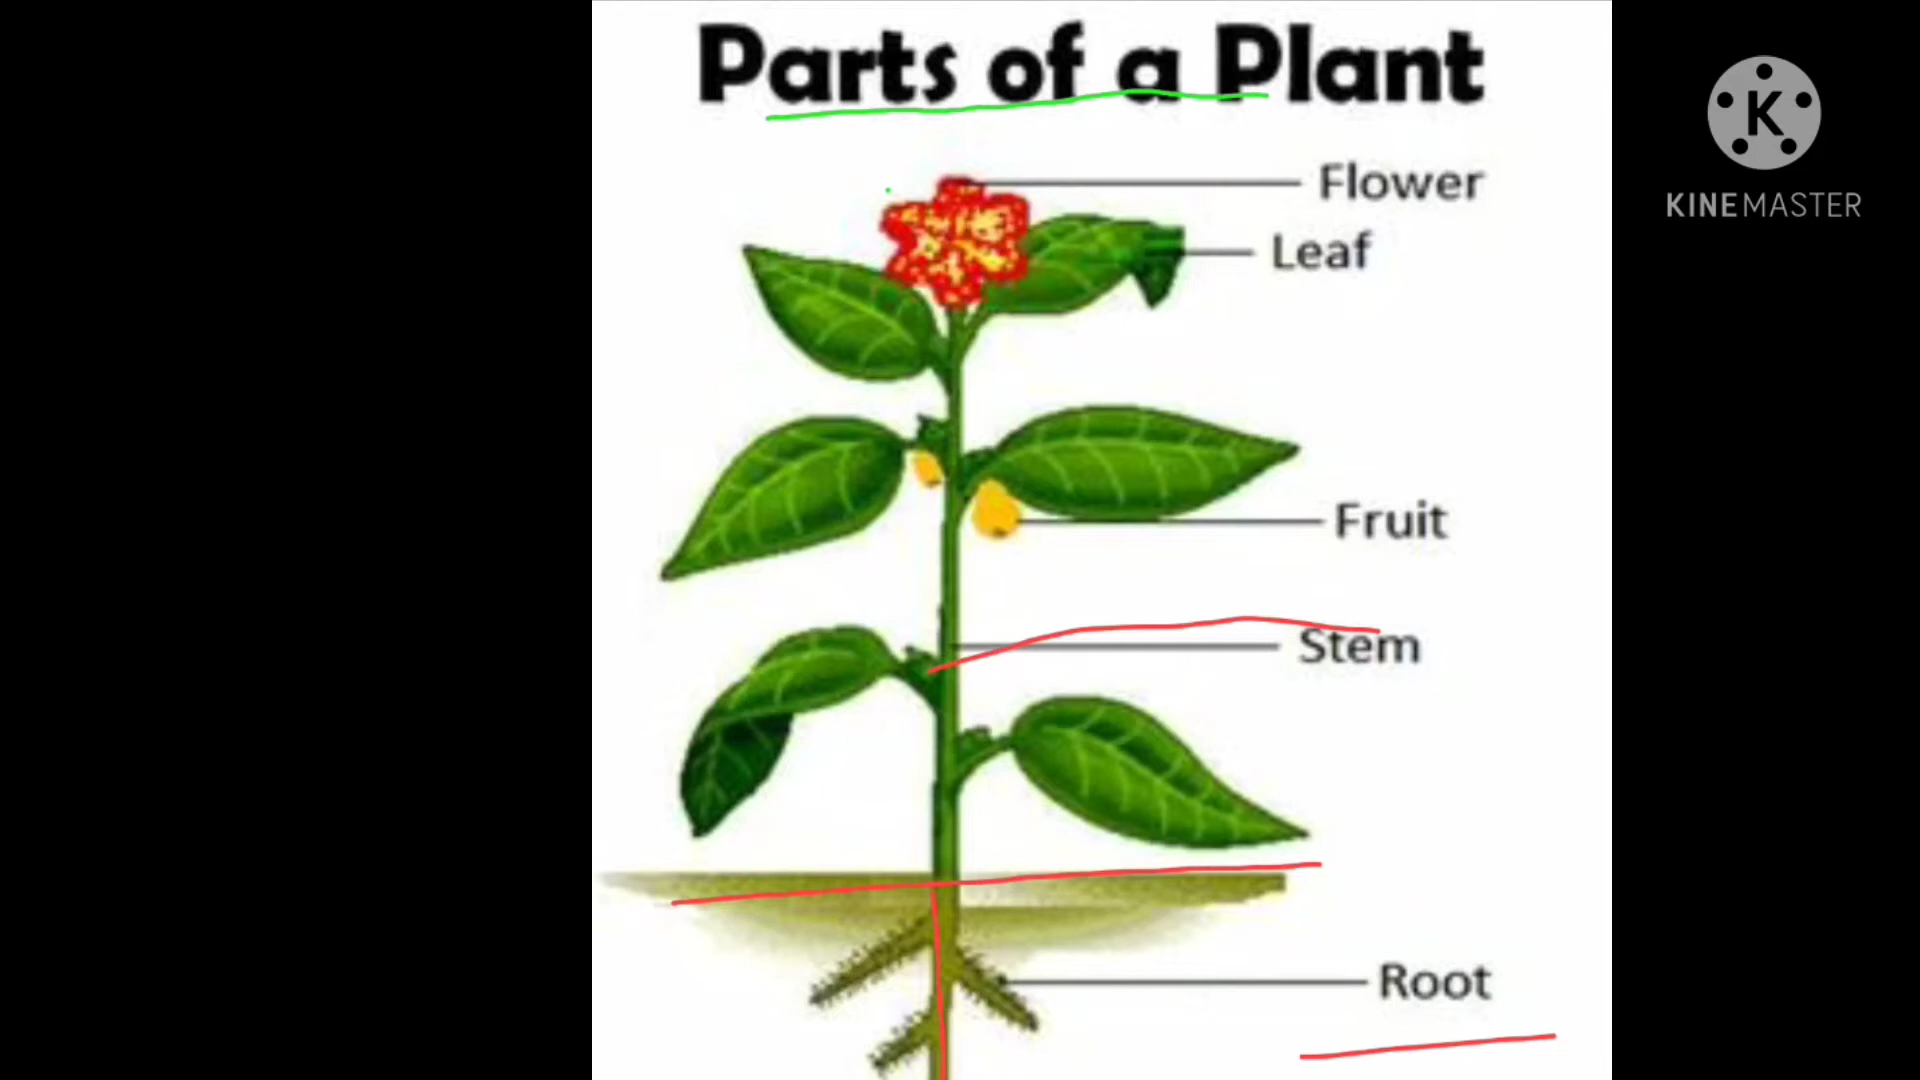 Parts of a Plant
Flower
Leaf
Fruit
Stem
Root
K
KINEMASTER